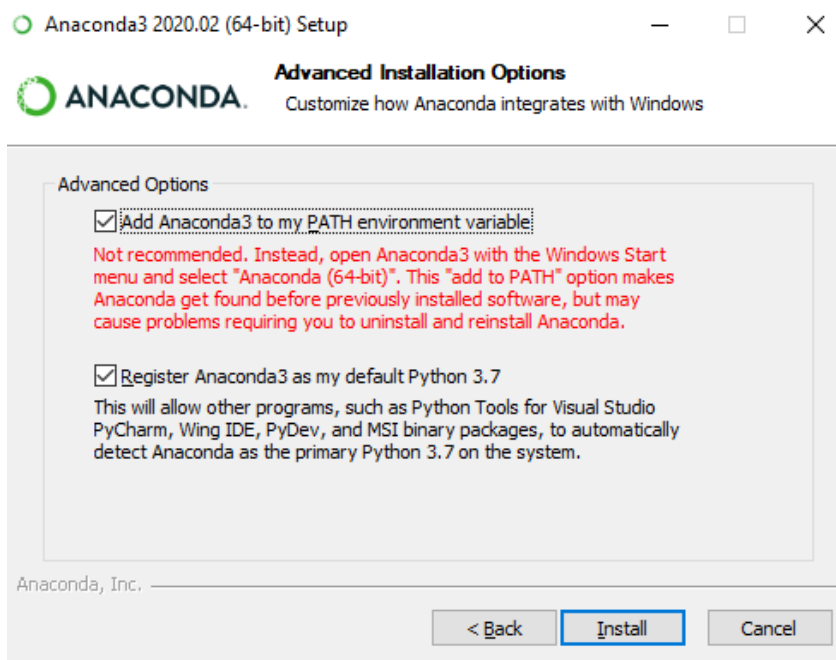 Anaconda3 2020.02 (64-bit) Setup
ANACONDA.
Advanced Installation Options
Customize how Anaconda integrates with Windows
Advanced Options
Add Anaconda3 to my PATH environment variable
Not recommended. Instead, open Anaconda3 with the Windows Start
menu and select "Anaconda (64-bit)". This "add to PATH" option makes
Anaconda get found before previously installed software, but may
cause problems requiring you to uninstall and reinstall Anaconda.
Register Anaconda3 as my default Python 3.7
This will allow other programs, such as Python Tools for Visual Studio
PyCharm, Wing IDE, PyDev, and MSI binary packages, to automatically
detect Anaconda as the primary Python 3.7 on the system.
Anaconda, Inc.
< Back
Install
Cancel